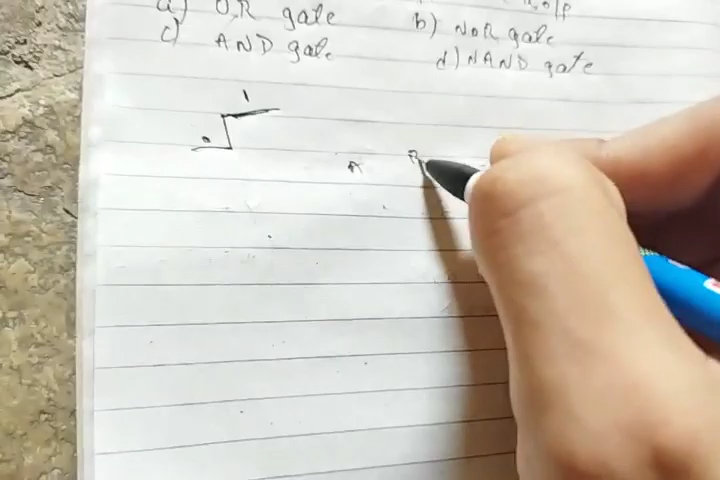 a) OR gate b) NOR gate
c) AND gate d) NAND gate
1
0
A B